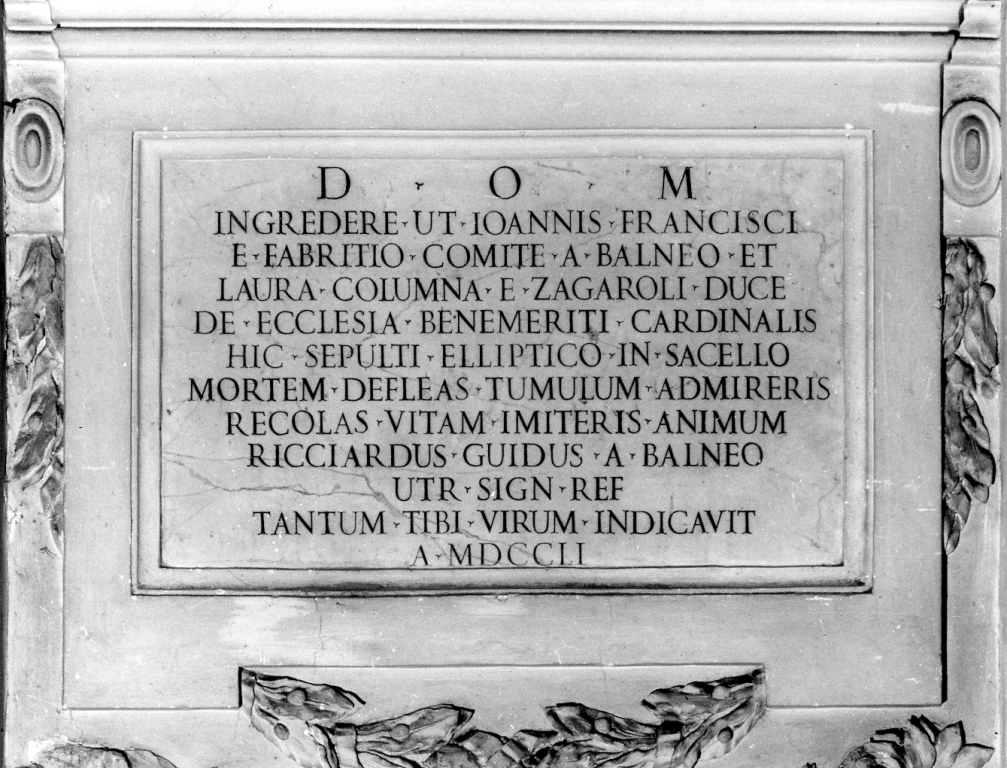 D · O · M
INGREDERE · UT · IOANNIS · FRANCISCI
E · FABRITIO · COMITE · A · BALNEO · ET
LAURA · COLUMNA · E · ZAGAROLI · DUCE
DE · ECCLESIA · BENEMERITI · CARDINALIS
HIC · SEPULTI · ELLIPTICO · IN · SACELLO
MORTEM · DEFLEAS · TUMULUM · ADMIRERIS
RECOLAS · VITAM · IMITERIS · ANIMUM
RICCIARDUS · GUIDUS · A · BALNEO
UTR · SIGN · REF
TANTUM · TIBI · VIRUM · INDICAVIT
A · MDCCLI